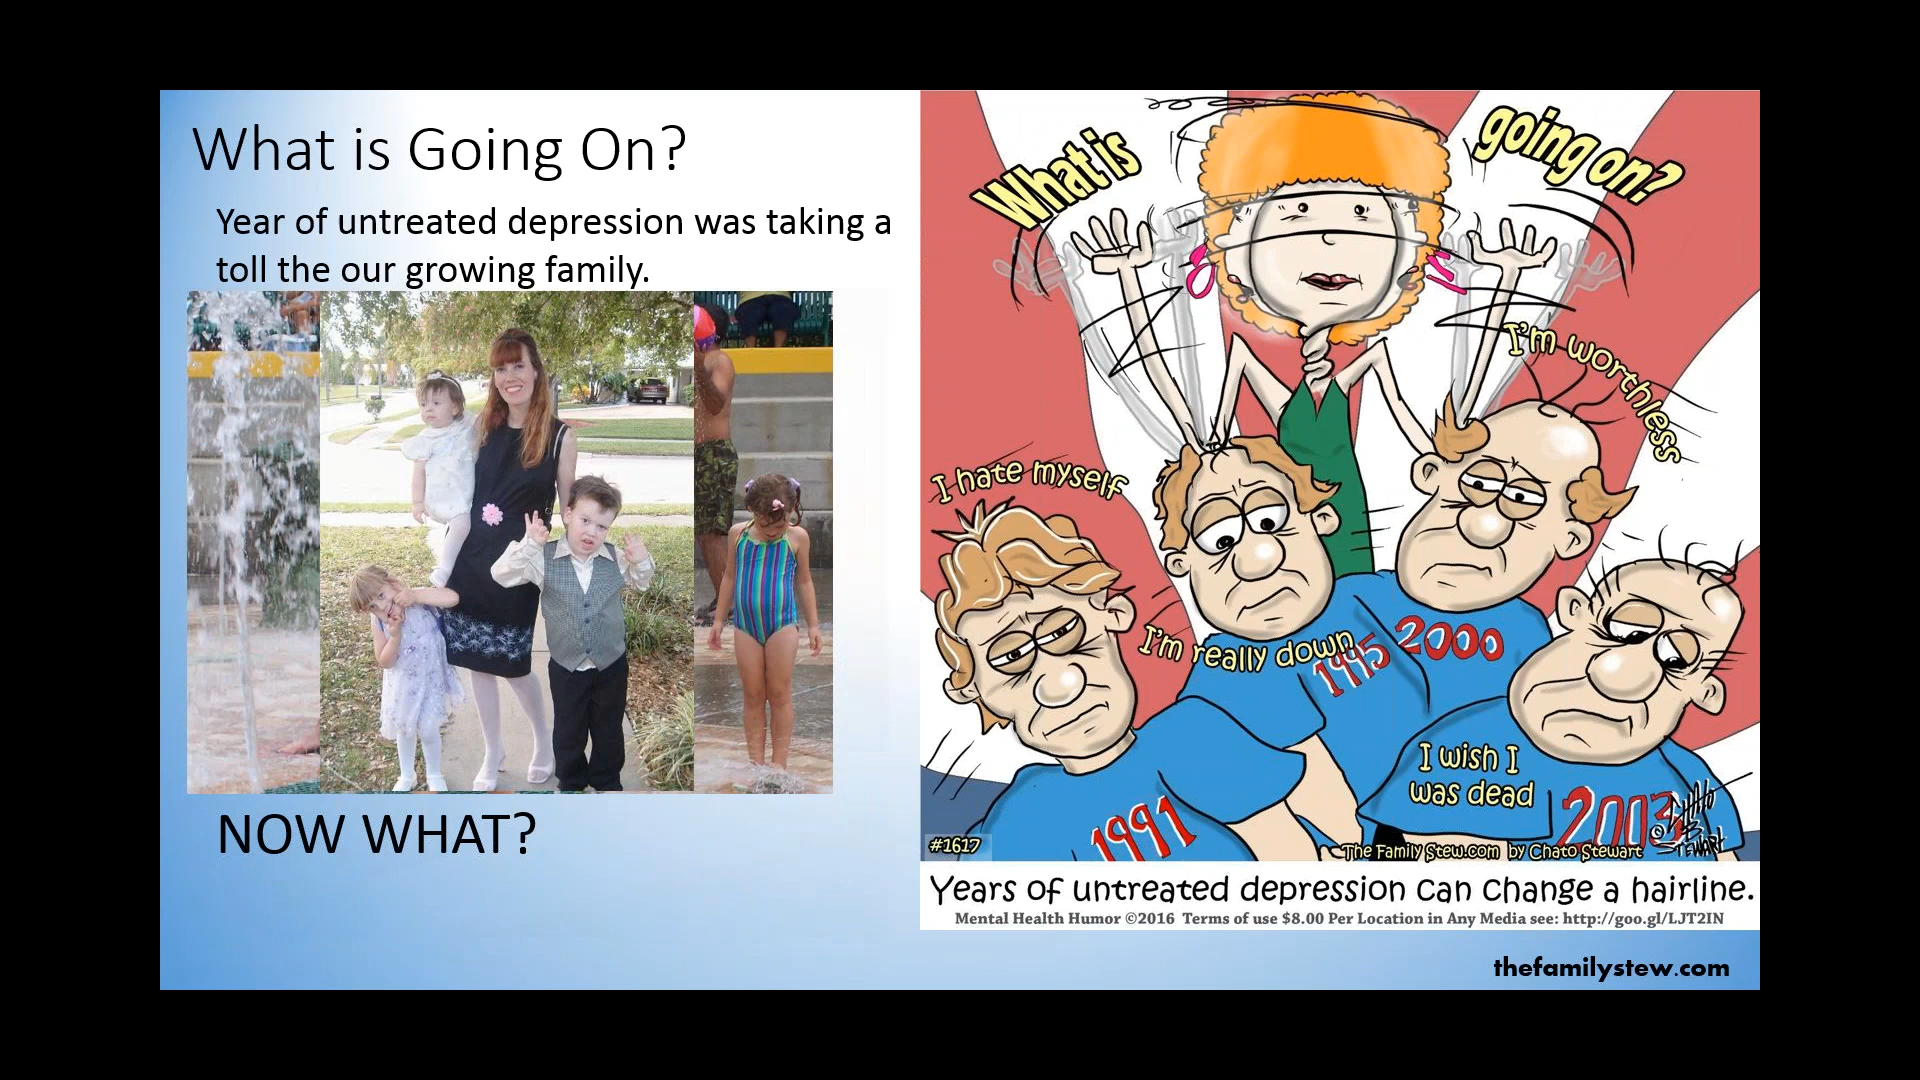 What is Going On?
Year of untreated depression was taking a
toll the our growing family.
NOW WHAT?
What is
going on?
I'm worthless
I hate myself
I'm really down
1995
2000
I wish I
was dead
1991
2003
©
CHATO
B
STEWART
#1617
The Family Stew.com by Chato Stewart
Years of untreated depression can change a hairline.
Mental Health Humor ©2016 Terms of use $8.00 Per Location in Any Media see: http://goo.gl/LJT2IN
thefamilystew.com